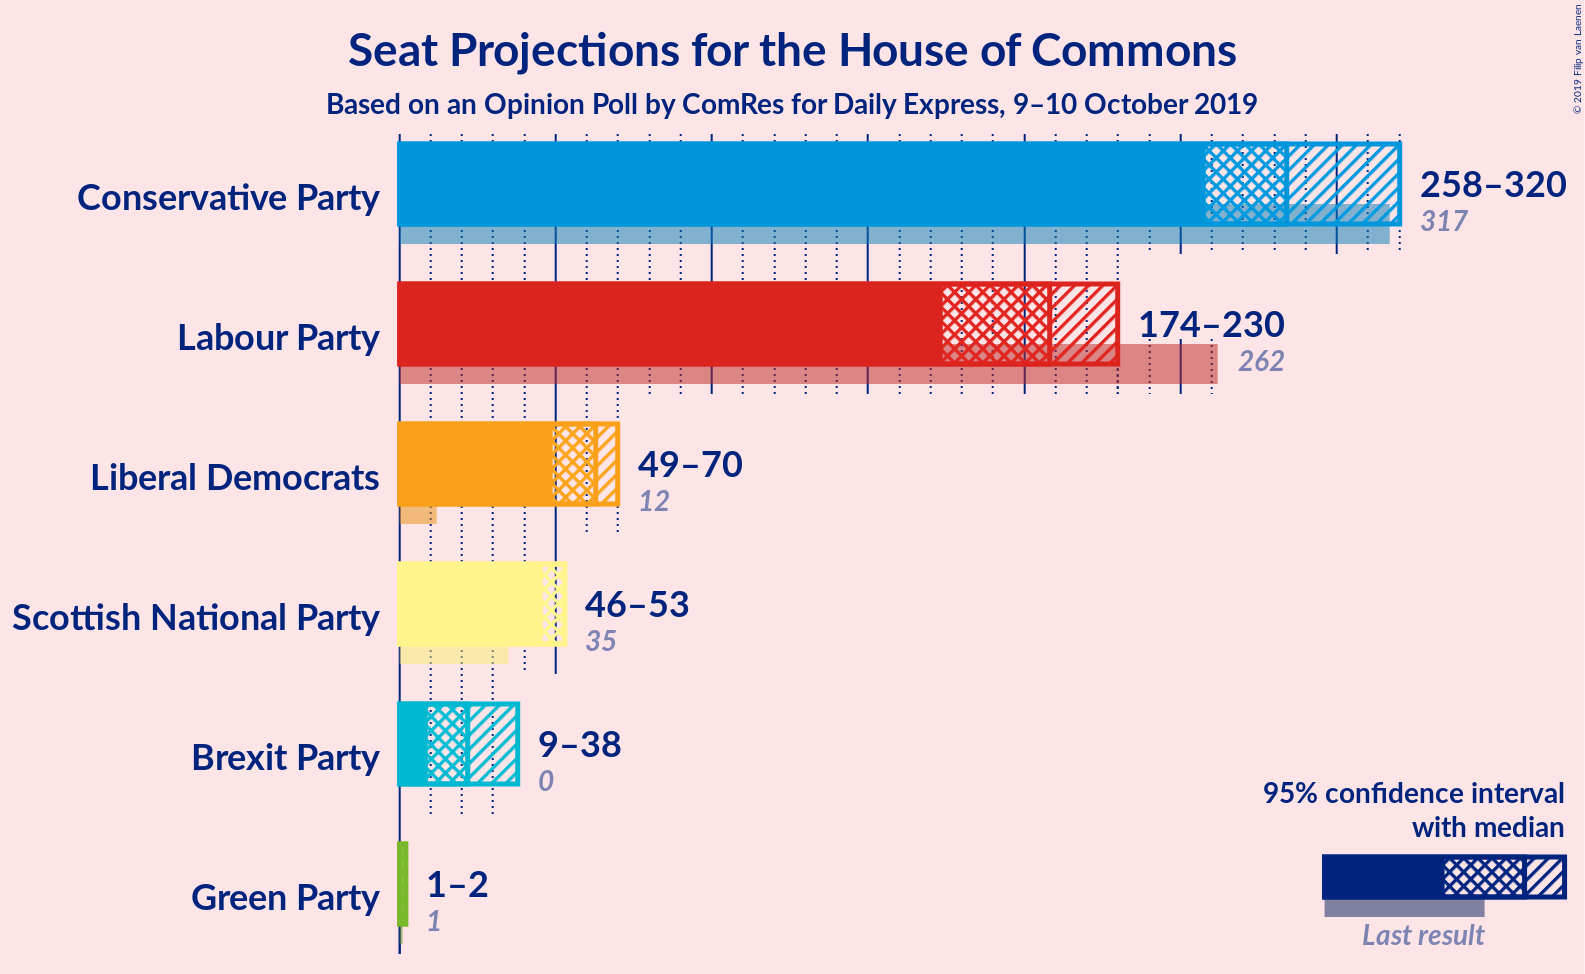 Seat Projections for the House of Commons
Based on an Opinion Poll by ComRes for Daily Express, 9–10 October 2019
© 2019 Filip van Laenen
Conservative Party
258–320
317
Labour Party
174–230
262
Liberal Democrats
49–70
12
Scottish National Party
46–53
35
Brexit Party
9–38
0
Green Party
1–2
1
95% confidence interval
with median
Last result